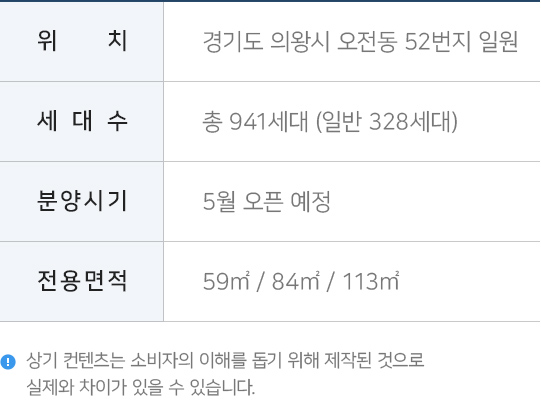 위 치 경기도 의왕시 오전동 52번지 일원
세 대 수 총 941세대 (일반 328세대)
분양시기 5월 오픈 예정
전용면적 59㎡ / 84㎡ / 113㎡
상기 컨텐츠는 소비자의 이해를 돕기 위해 제작된 것으로
실제와 차이가 있을 수 있습니다.